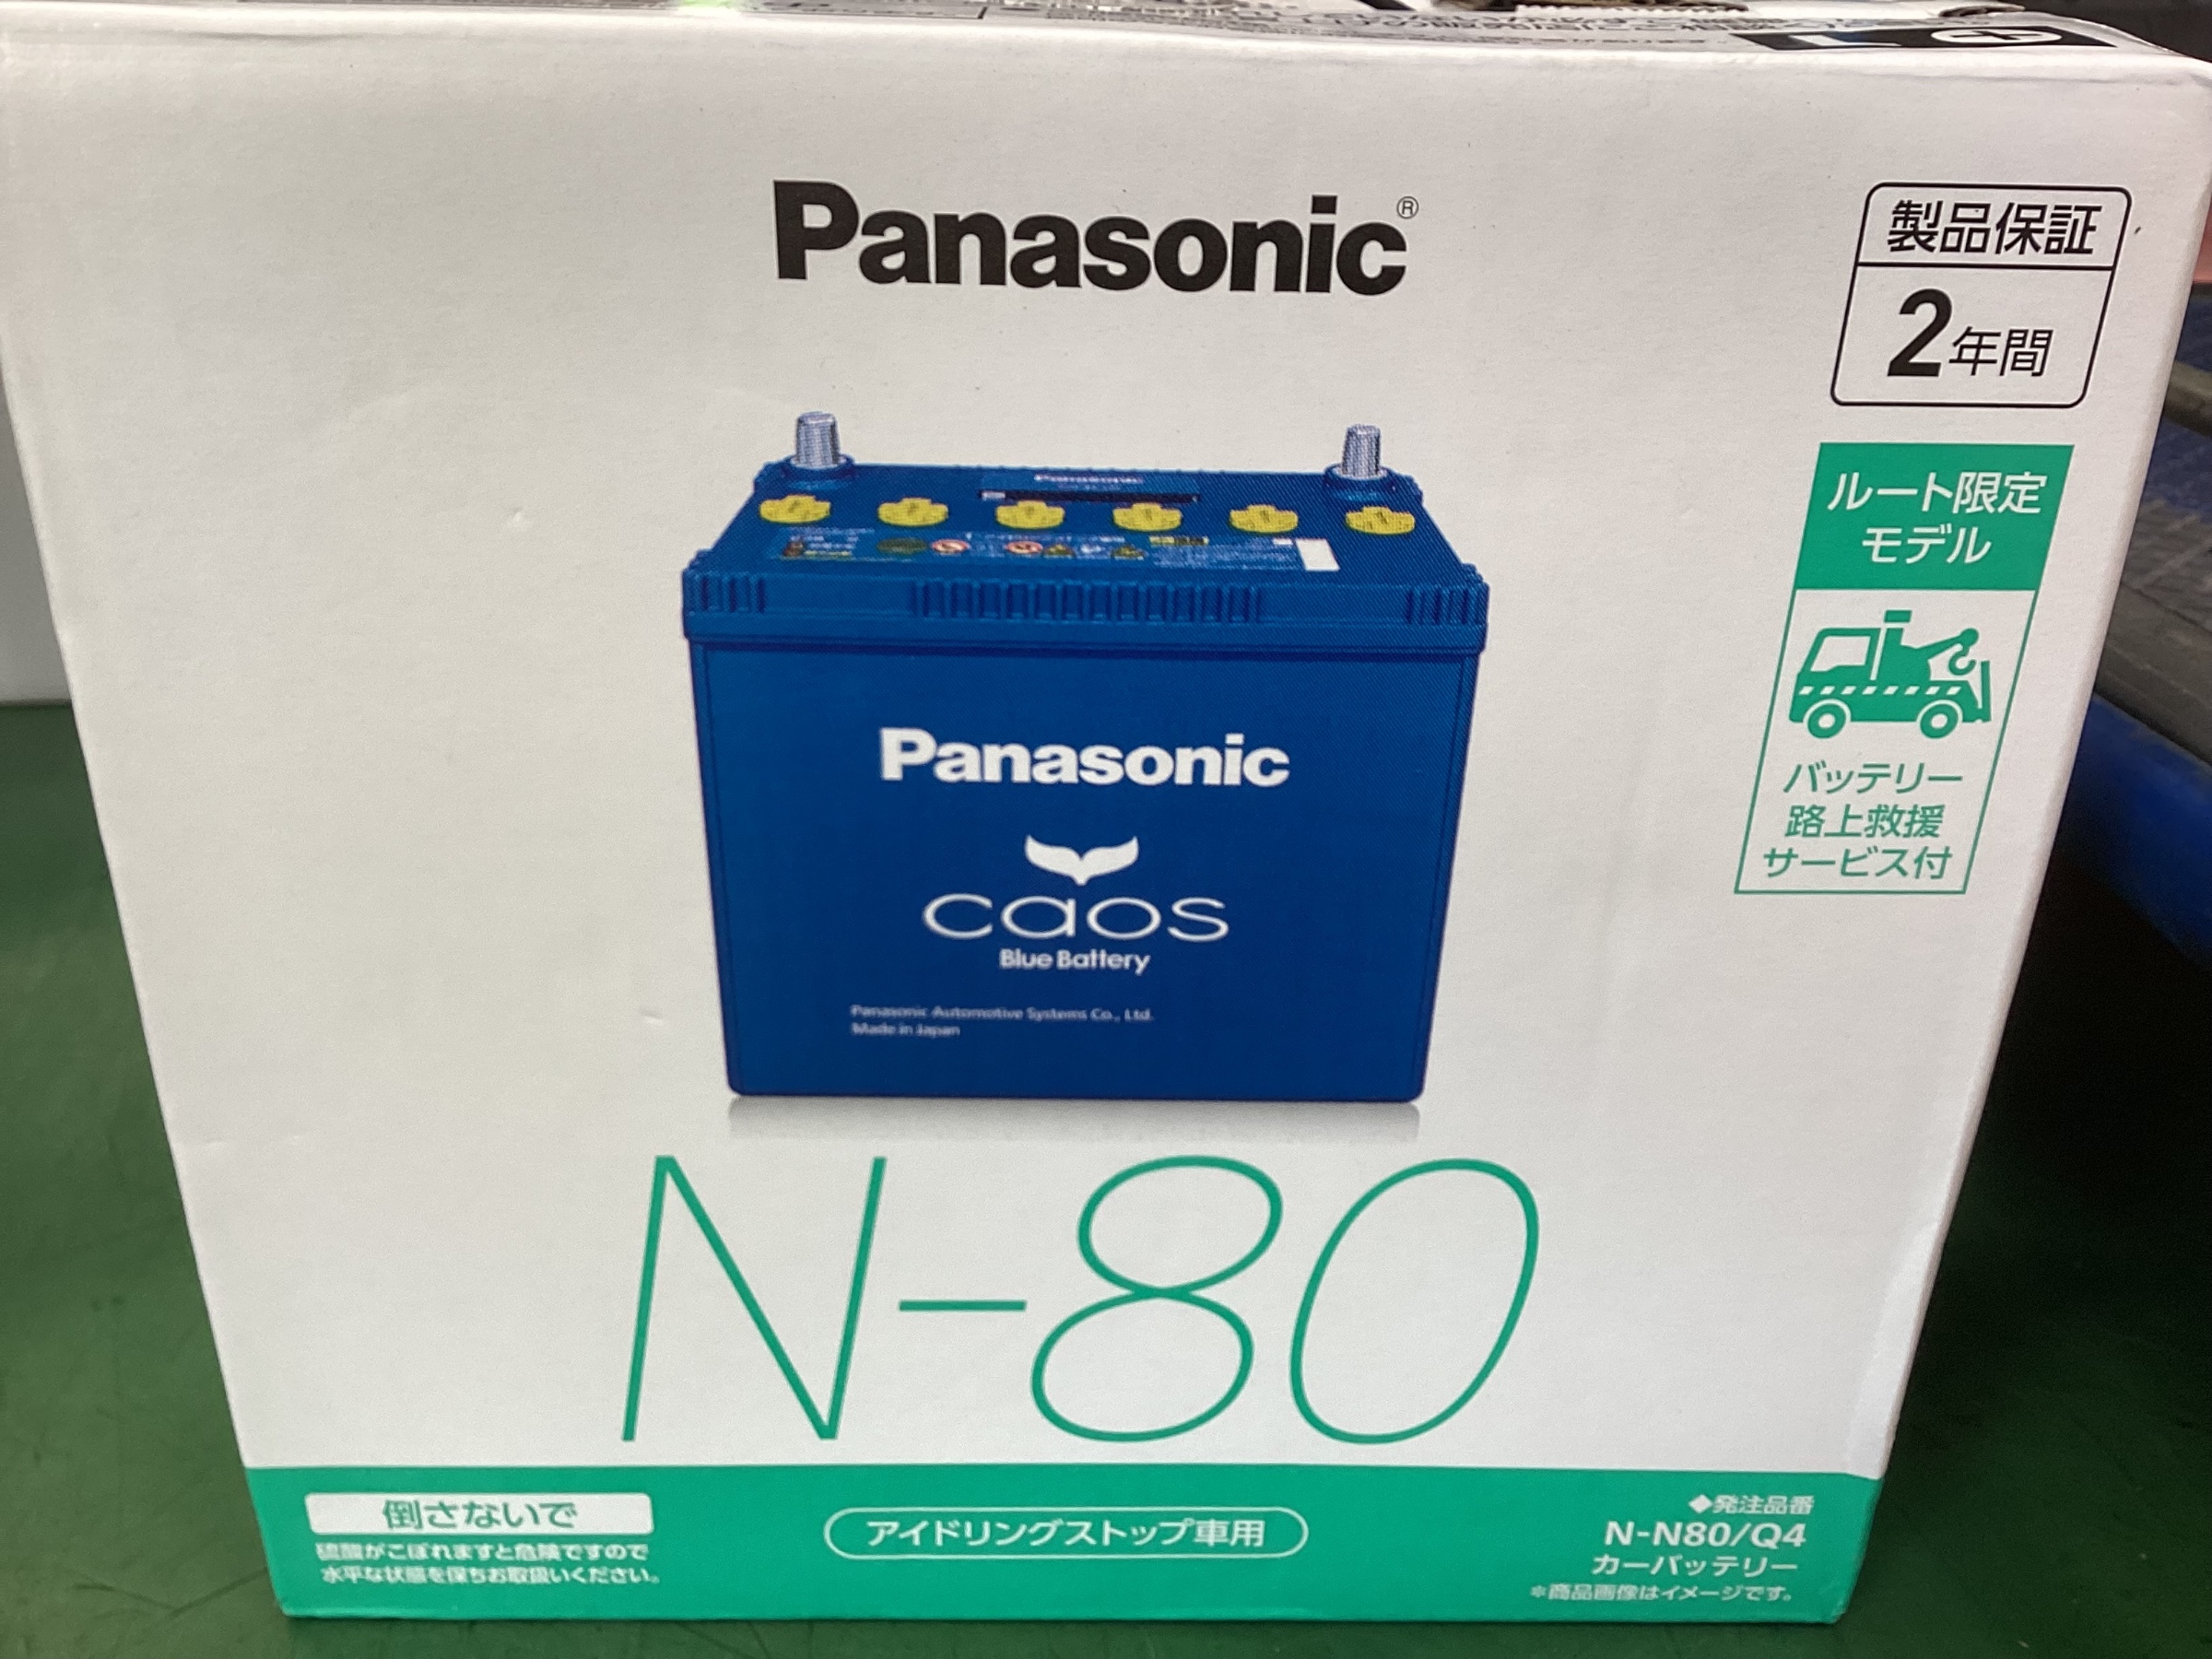 Panasonic®
製品保証
2年間
ルート限定
モデル
バッテリー
路上救援
サービス付
Panasonic
Panasonic
caos
Blue Battery
Panasonic Automotive Systems Co., Ltd.
Made in Japan
N-80
倒さないで
硫酸がこぼれますと危険ですので
水平な状態を保ちお取扱いください。
アイドリングストップ車用
◆発注品番
N-N80/Q4
カーバッテリー
※商品画像はイメージです。